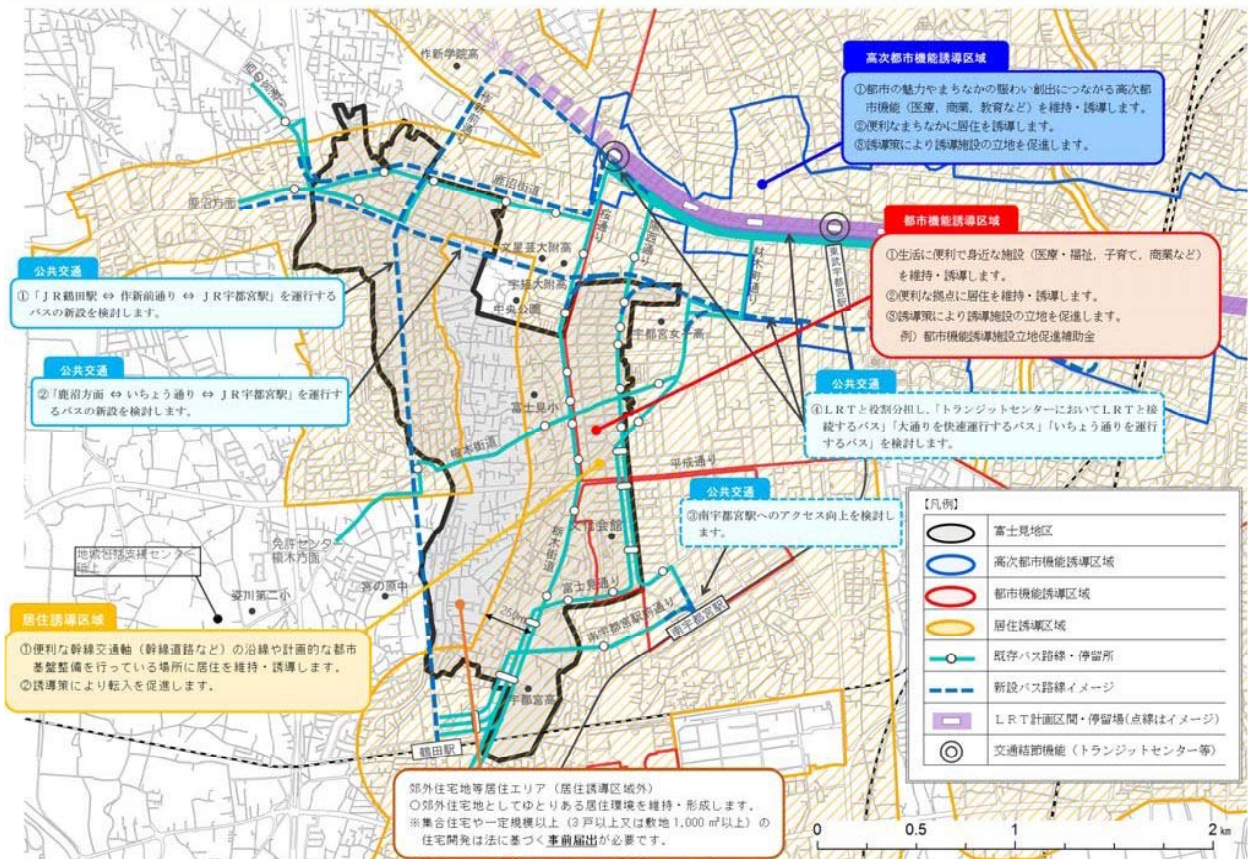 作新学院高
作新前通り
鹿沼街道
鹿沼方面
桜通り
文星芸大附高
宇短大附高
中央公園
宇都宮女子高
東武宇都宮駅
富士見小
平成通り
栃木街道
文化会館
富士見通り
南宇都宮駅前通り
南宇都宮駅
免許センター
宮の原中
姿川第二小
地域包括支援センター
砥上
250m
宇都宮高
鶴田駅
高次都市機能誘導区域
①都市の魅力やまちなかの賑わい創出につながる高次都
市機能（医療、商業、教育など）を維持・誘導します。
②便利なまちなかに居住を誘導します。
③誘導策により誘導施設の立地を促進します。
都市機能誘導区域
①生活に便利で身近な施設（医療・福祉、子育て、商業など）
を維持・誘導します。
②便利な拠点に居住を維持・誘導します。
③誘導策により誘導施設の立地を促進します。
例）都市機能誘導施設立地促進補助金
公共交通
①「ＪＲ鶴田駅 ⇔ 作新前通り ⇔ ＪＲ宇都宮駅」を運行する
バスの新設を検討します。
公共交通
②「鹿沼方面 ⇔ いちょう通り ⇔ ＪＲ宇都宮駅」を運行す
るバスの新設を検討します。
公共交通
④ＬＲＴと役割分担し、「トランジットセンターにおいてＬＲＴと接
続するバス」「大通りを快速運行するバス」「いちょう通りを運行
するバス」を検討します。
公共交通
③南宇都宮駅へのアクセス向上を検討し
ます。
居住誘導区域
①便利な幹線交通軸（幹線道路など）の沿線や計画的な都市
基盤整備を行っている場所に居住を維持・誘導します。
②誘導策により転入を促進します。
郊外住宅地等居住エリア（居住誘導区域外）
○郊外住宅地としてゆとりある居住環境を維持・形成します。
※集合住宅や一定規模以上（3戸以上又は敷地1,000㎡以上）の
住宅開発は法に基づく事前届出が必要です。
【凡例】
富士見地区
高次都市機能誘導区域
都市機能誘導区域
居住誘導区域
既存バス路線・停留所
新設バス路線イメージ
ＬＲＴ計画区間・停留場(点線はイメージ)
交通結節機能（トランジットセンター等）
0 0.5 1 2 km